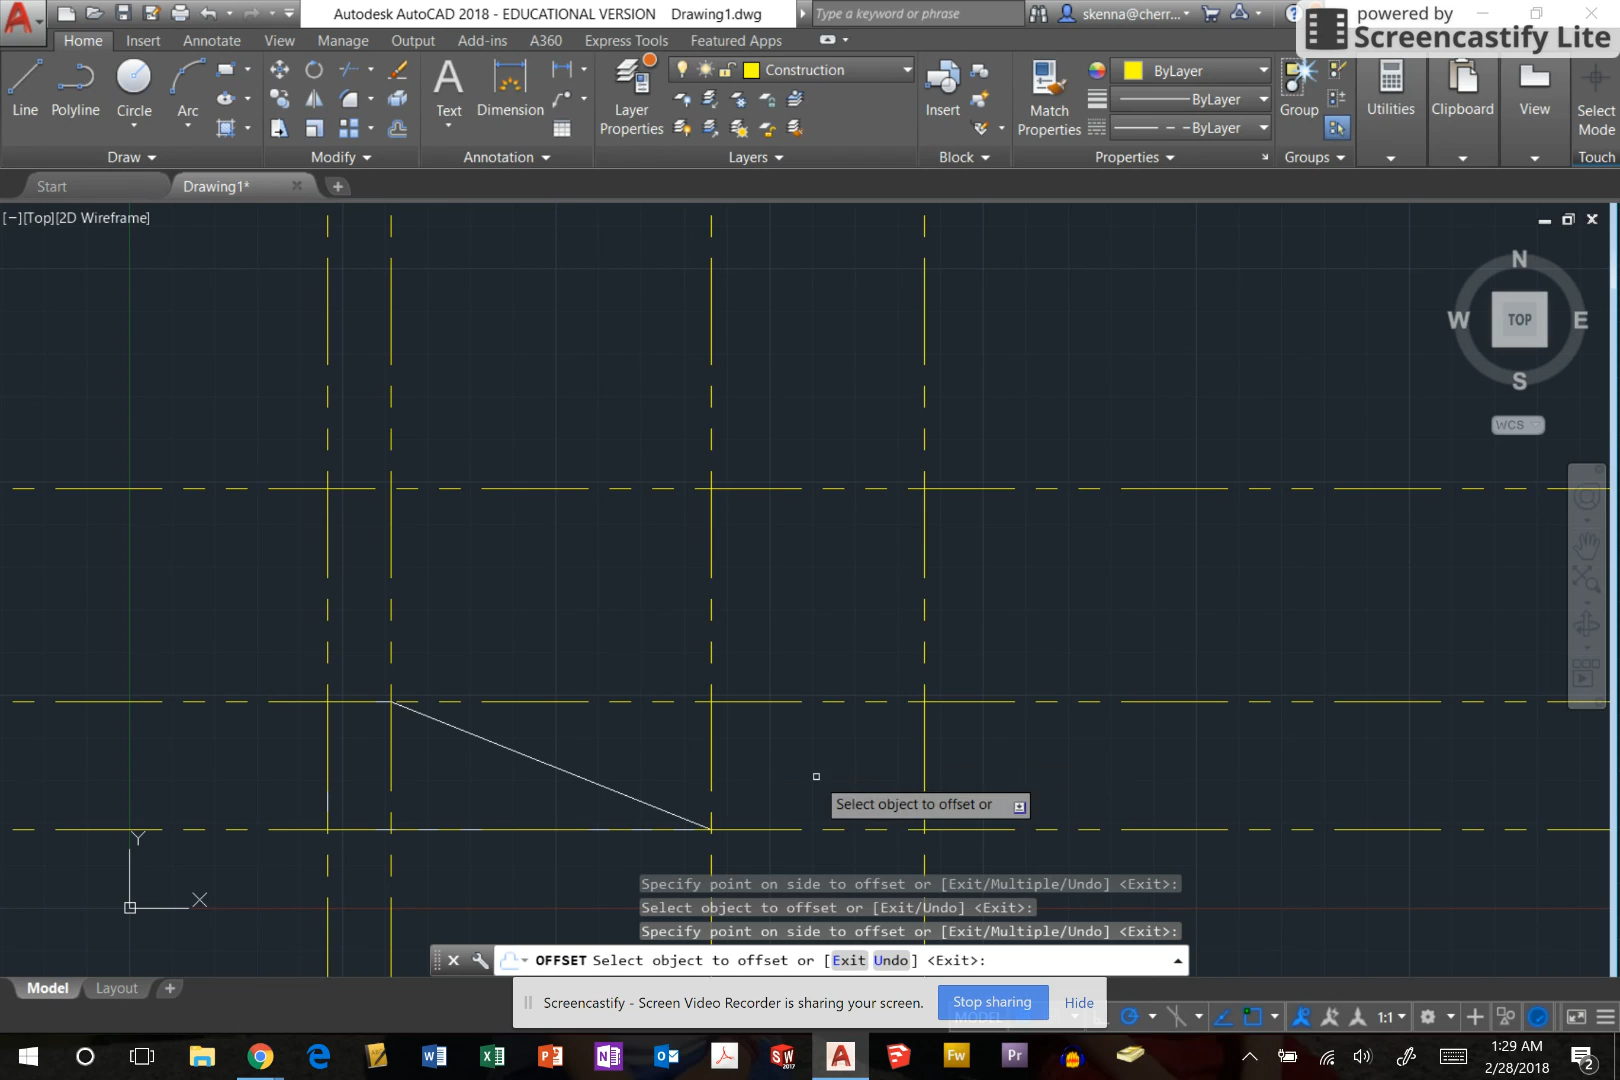 Autodesk AutoCAD 2018 - EDUCATIONAL VERSION Drawing1.dwg
Type a keyword or phrase
skenna@cherr...
powered by
Screencastify Lite
Home Insert Annotate View Manage Output Add-ins A360 Express Tools Featured Apps
Line Polyline Circle Arc
Text Dimension
Layer
Properties
Construction
Insert
Match
Properties
ByLayer
ByLayer
ByLayer
Group
Utilities
Clipboard
View
Select
Mode
Draw Modify Annotation Layers Block Properties Groups Touch
Start Drawing1*
[−][Top][2D Wireframe]
N
W TOP E
S
WCS
Select object to offset or
Y
X
Specify point on side to offset or [Exit/Multiple/Undo] <Exit>:
Select object to offset or [Exit/Undo] <Exit>:
Specify point on side to offset or [Exit/Multiple/Undo] <Exit>:
OFFSET Select object to offset or [Exit Undo] <Exit>:
Model Layout
Screencastify - Screen Video Recorder is sharing your screen. Stop sharing Hide
MODEL
1:1
SW
2017
Fw
Pr
1:29 AM
2/28/2018
2